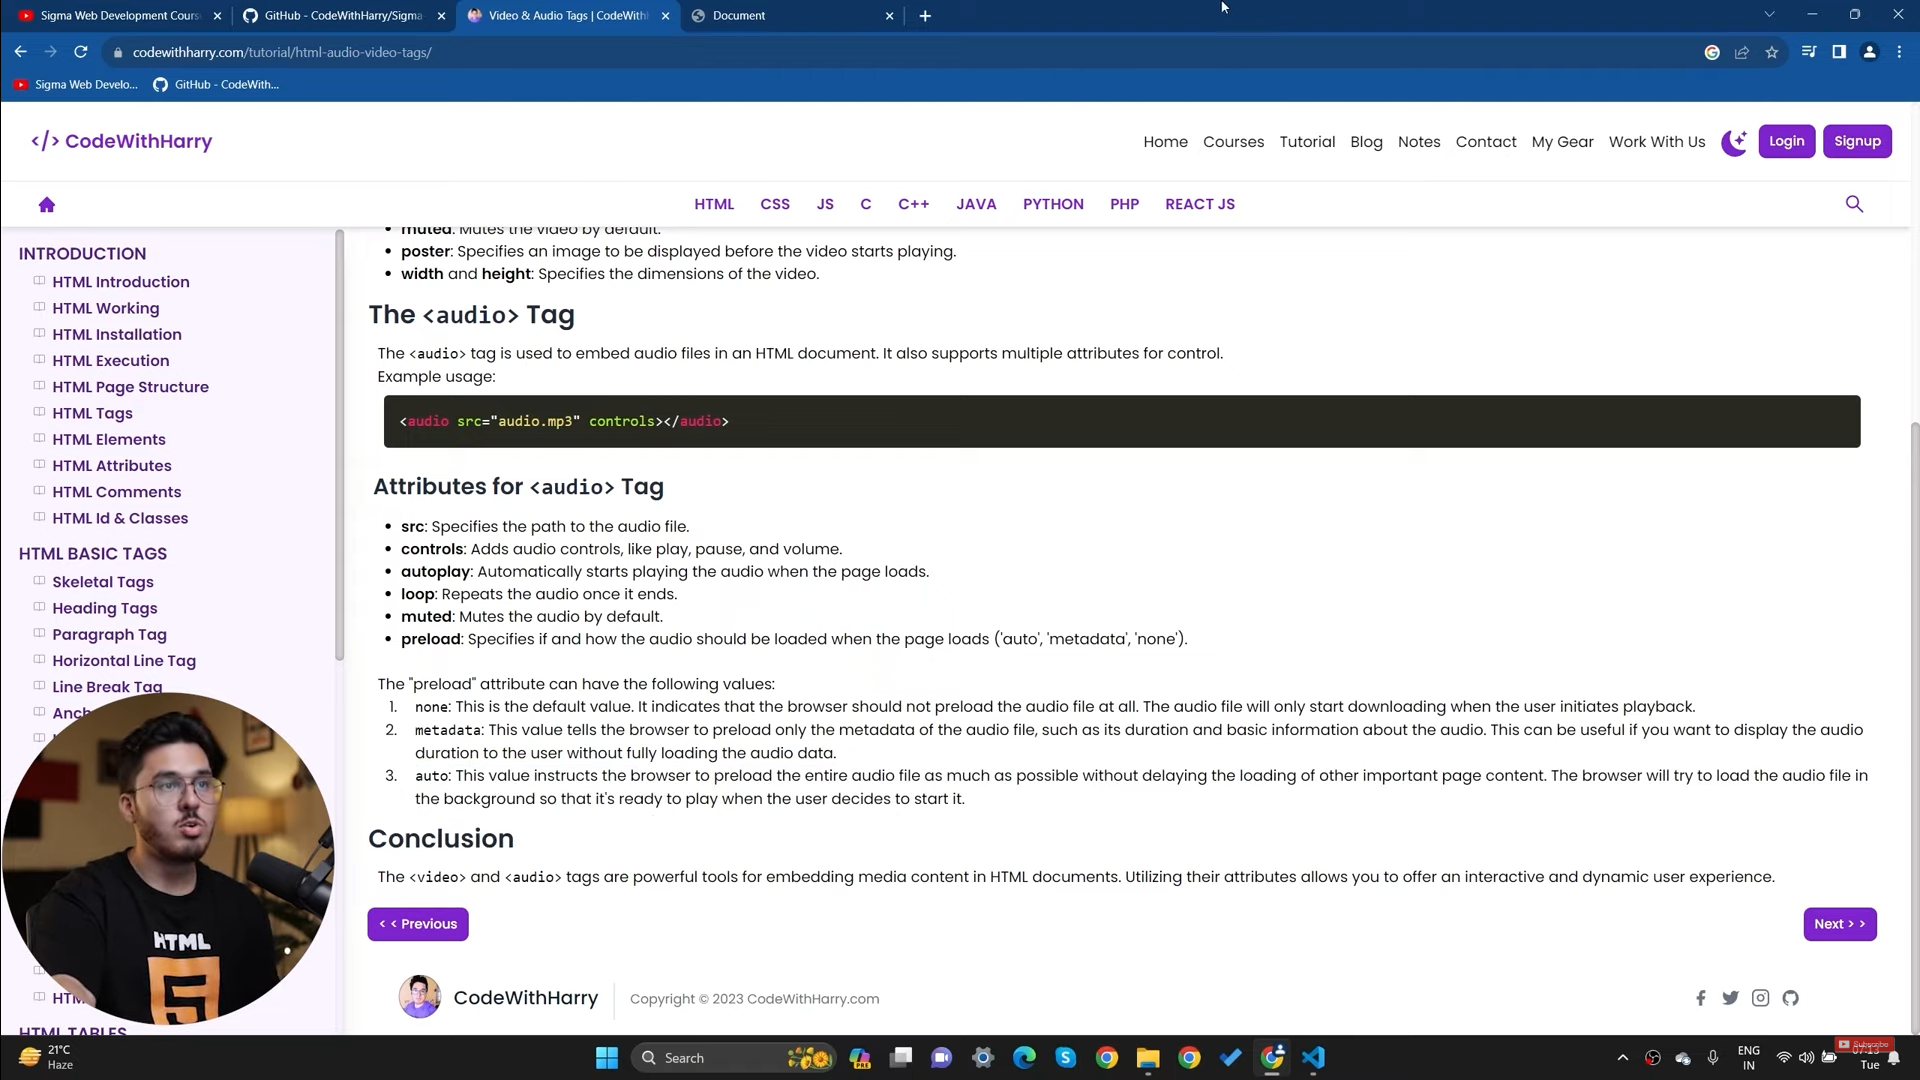 Sigma Web Development Cours
GitHub - CodeWithHarry/Sigma-
Video & Audio Tags | CodeWith
Document
codewithharry.com/tutorial/html-audio-video-tags/
Sigma Web Develo...
GitHub - CodeWith...
</> CodeWithHarry
Home Courses Tutorial Blog Notes Contact My Gear Work With Us Login Signup
HTML CSS JS C C++ JAVA PYTHON PHP REACT JS
INTRODUCTION
HTML Introduction
HTML Working
HTML Installation
HTML Execution
HTML Page Structure
HTML Tags
HTML Elements
HTML Attributes
HTML Comments
HTML Id & Classes
HTML BASIC TAGS
Skeletal Tags
Heading Tags
Paragraph Tag
Horizontal Line Tag
Line Break Tag
Anch
HTM
HTML TABLES
muted: Mutes the video by default.
poster: Specifies an image to be displayed before the video starts playing.
width and height: Specifies the dimensions of the video.
The <audio> Tag
The <audio> tag is used to embed audio files in an HTML document. It also supports multiple attributes for control.
Example usage:
<audio src="audio.mp3" controls></audio>
Attributes for <audio> Tag
src: Specifies the path to the audio file.
controls: Adds audio controls, like play, pause, and volume.
autoplay: Automatically starts playing the audio when the page loads.
loop: Repeats the audio once it ends.
muted: Mutes the audio by default.
preload: Specifies if and how the audio should be loaded when the page loads ('auto', 'metadata', 'none').
The "preload" attribute can have the following values:
1. none: This is the default value. It indicates that the browser should not preload the audio file at all. The audio file will only start downloading when the user initiates playback.
2. metadata: This value tells the browser to preload only the metadata of the audio file, such as its duration and basic information about the audio. This can be useful if you want to display the audio
duration to the user without fully loading the audio data.
3. auto: This value instructs the browser to preload the entire audio file as much as possible without delaying the loading of other important page content. The browser will try to load the audio file in
the background so that it's ready to play when the user decides to start it.
Conclusion
The <video> and <audio> tags are powerful tools for embedding media content in HTML documents. Utilizing their attributes allows you to offer an interactive and dynamic user experience.
< < Previous
Next > >
CodeWithHarry
Copyright © 2023 CodeWithHarry.com
HTML
5
21°C
Haze
Search
PRE
ENG
IN
Subscribe
Tue